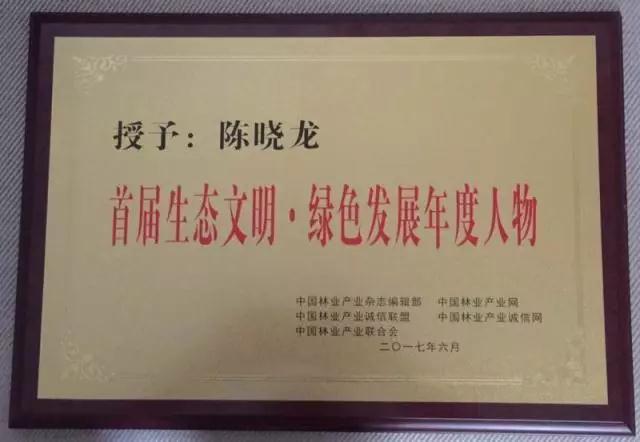 授予：陈晓龙
首届生态文明·绿色发展年度人物
中国林业产业杂志编辑部 中国林业产业网
中国林业产业诚信联盟 中国林业产业诚信网
中国林业产业联合会
二〇一七年六月